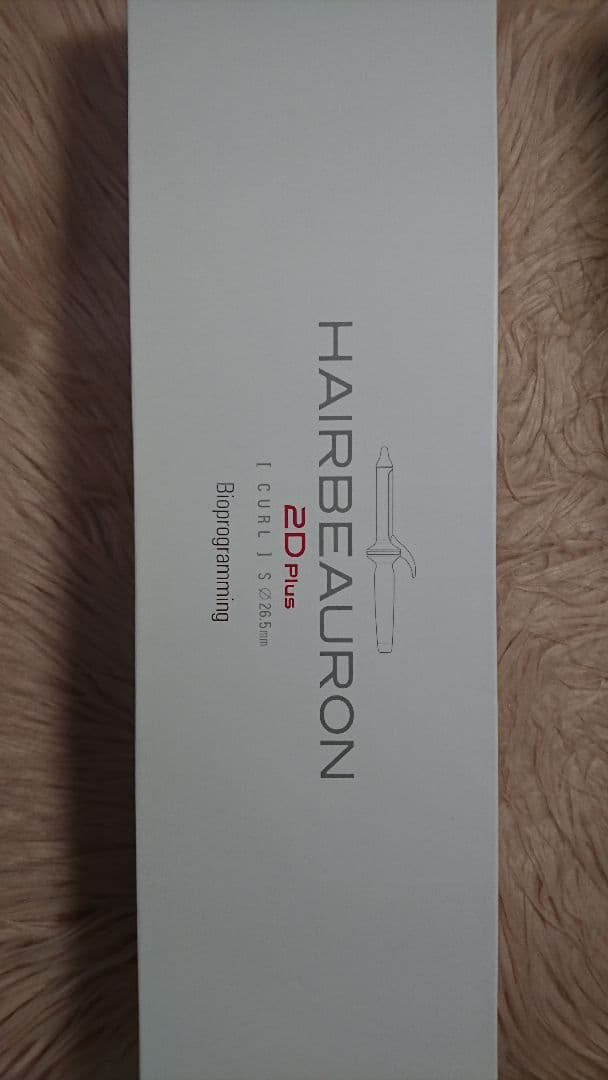 HAIRBEAURON
2D Plus
[ CURL ] S ∅26.5mm
Bioprogramming